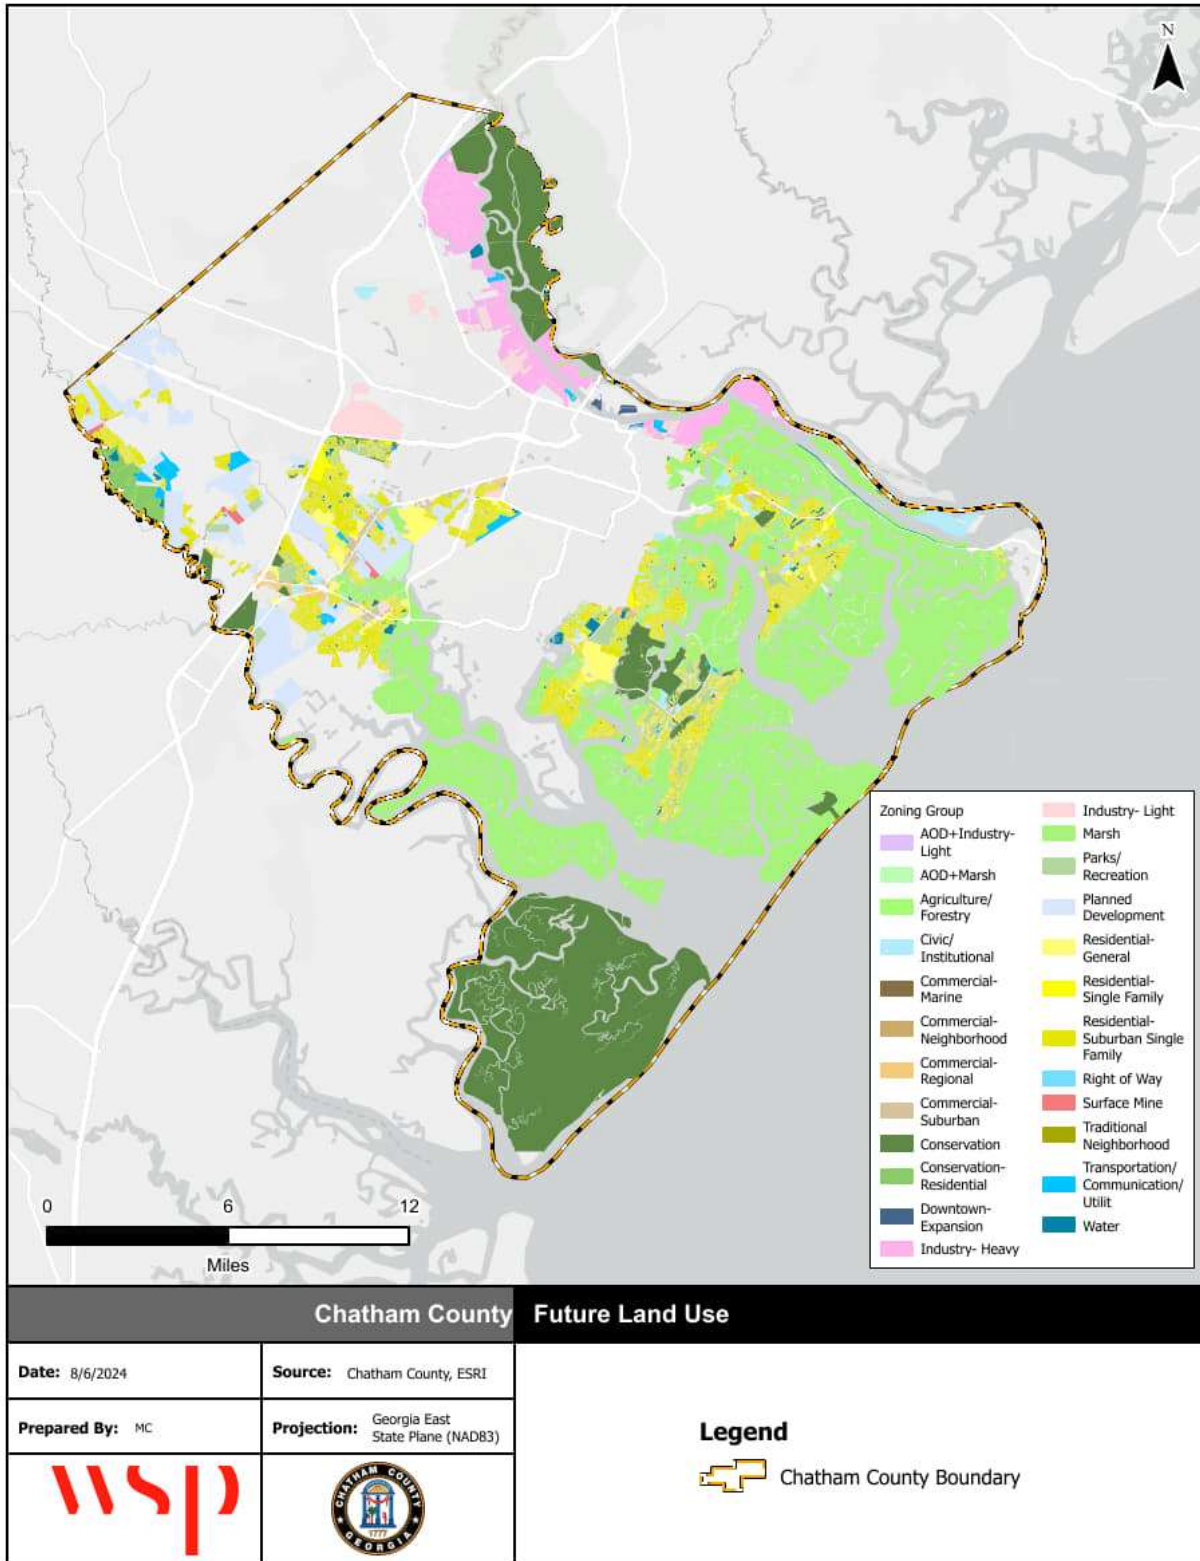 N
Zoning Group
AOD+Industry-
Light
AOD+Marsh
Agriculture/
Forestry
Civic/
Institutional
Commercial-
Marine
Commercial-
Neighborhood
Commercial-
Regional
Commercial-
Suburban
Conservation
Conservation-
Residential
Downtown-
Expansion
Industry- Heavy
Industry- Light
Marsh
Parks/
Recreation
Planned
Development
Residential-
General
Residential-
Single Family
Residential-
Suburban Single
Family
Right of Way
Surface Mine
Traditional
Neighborhood
Transportation/
Communication/
Utilit
Water
0 6 12
Miles
Chatham County Future Land Use
Date: 8/6/2024
Source: Chatham County, ESRI
Prepared By: MC
Projection: Georgia East
State Plane (NAD83)
Legend
Chatham County Boundary
wsp
CHATHAM COUNTY
1777
GEORGIA